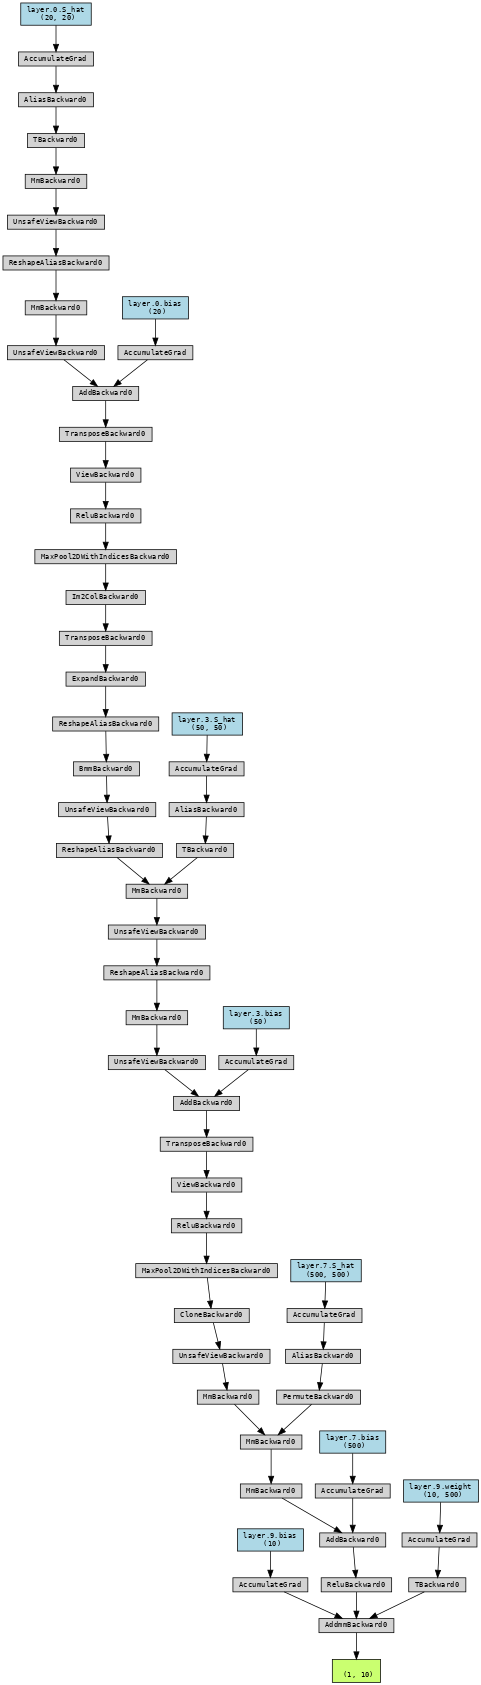 layer.0.S_hat
(20, 20)
AccumulateGrad
AliasBackward0
TBackward0
MmBackward0
UnsafeViewBackward0
ReshapeAliasBackward0
MmBackward0
layer.0.bias
(20)
UnsafeViewBackward0
AccumulateGrad
AddBackward0
TransposeBackward0
ViewBackward0
ReluBackward0
MaxPool2DWithIndicesBackward0
Im2ColBackward0
TransposeBackward0
ExpandBackward0
ReshapeAliasBackward0
layer.3.S_hat
(50, 50)
BmmBackward0
AccumulateGrad
UnsafeViewBackward0
AliasBackward0
ReshapeAliasBackward0
TBackward0
MmBackward0
UnsafeViewBackward0
ReshapeAliasBackward0
MmBackward0
layer.3.bias
(50)
UnsafeViewBackward0
AccumulateGrad
AddBackward0
TransposeBackward0
ViewBackward0
ReluBackward0
MaxPool2DWithIndicesBackward0
layer.7.S_hat
(500, 500)
CloneBackward0
AccumulateGrad
UnsafeViewBackward0
AliasBackward0
MmBackward0
PermuteBackward0
MmBackward0
layer.7.bias
(500)
MmBackward0
AccumulateGrad
layer.9.weight
(10, 500)
layer.9.bias
(10)
AddBackward0
AccumulateGrad
AccumulateGrad
ReluBackward0
TBackward0
AddmmBackward0
(1, 10)